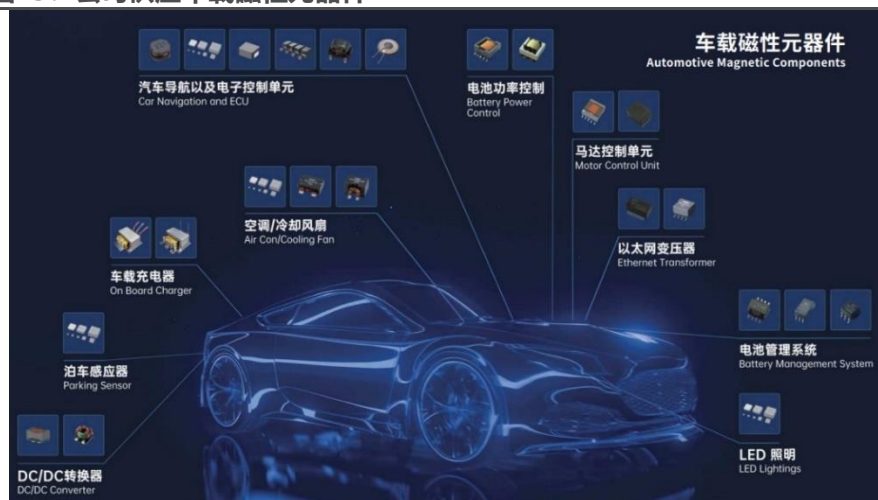 车载磁性元器件
Automotive Magnetic Components
汽车导航以及电子控制单元
Car Navigation and ECU
电池功率控制
Battery Power
Control
马达控制单元
Motor Control Unit
空调/冷却风扇
Air Con/Cooling Fan
以太网变压器
Ethernet Transformer
车载充电器
On Board Charger
电池管理系统
Battery Management System
泊车感应器
Parking Sensor
LED 照明
LED Lightings
DC/DC转换器
DC/DC Converter